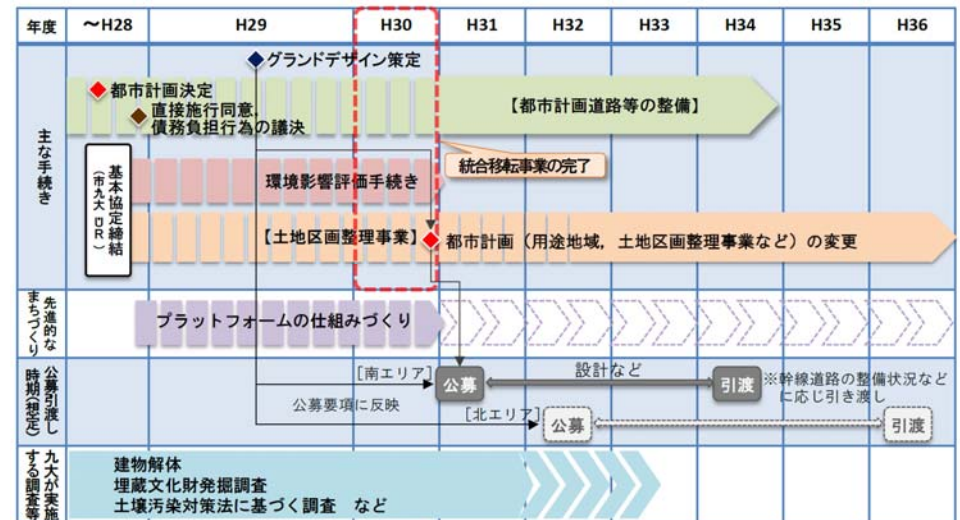 年度 ～H28 H29 H30 H31 H32 H33 H34 H35 H36
主な手続き
グランドデザイン策定
都市計画決定
直接施行同意,
債務負担行為の議決
【都市計画道路等の整備】
統合移転事業の完了
基本協定締結
(市九大UR)
環境影響評価手続き
【土地区画整理事業】
都市計画（用途地域，土地区画整理事業など）の変更
先進的な
まちづくり
プラットフォームの仕組みづくり
公募引渡し
時期(想定)
[南エリア]
公募
設計など
引渡
※幹線道路の整備状況など
に応じ引き渡し
公募要項に反映
[北エリア]
公募
引渡
九大が実施
する調査等
建物解体
埋蔵文化財発掘調査
土壌汚染対策法に基づく調査 など